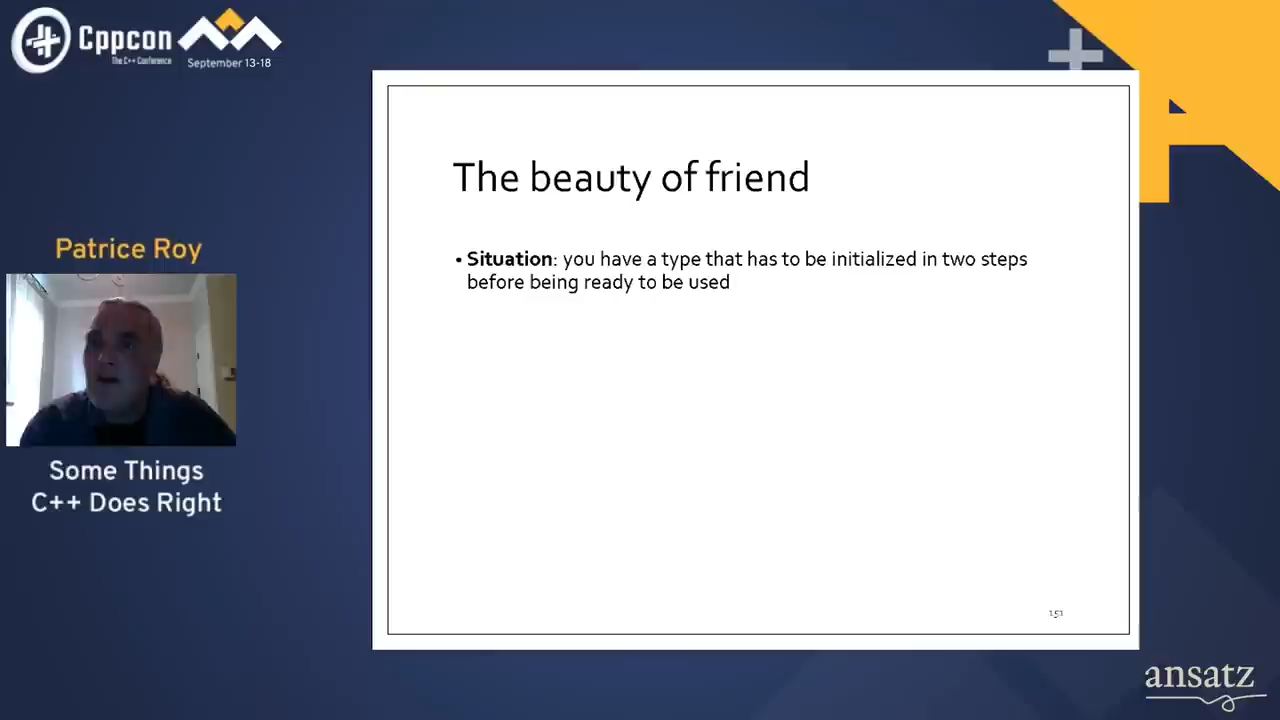 Cppcon
The C++ Conference
September 13-18
The beauty of friend
• Situation: you have a type that has to be initialized in two steps
before being ready to be used
151
Patrice Roy
Some Things
C++ Does Right
ansatz